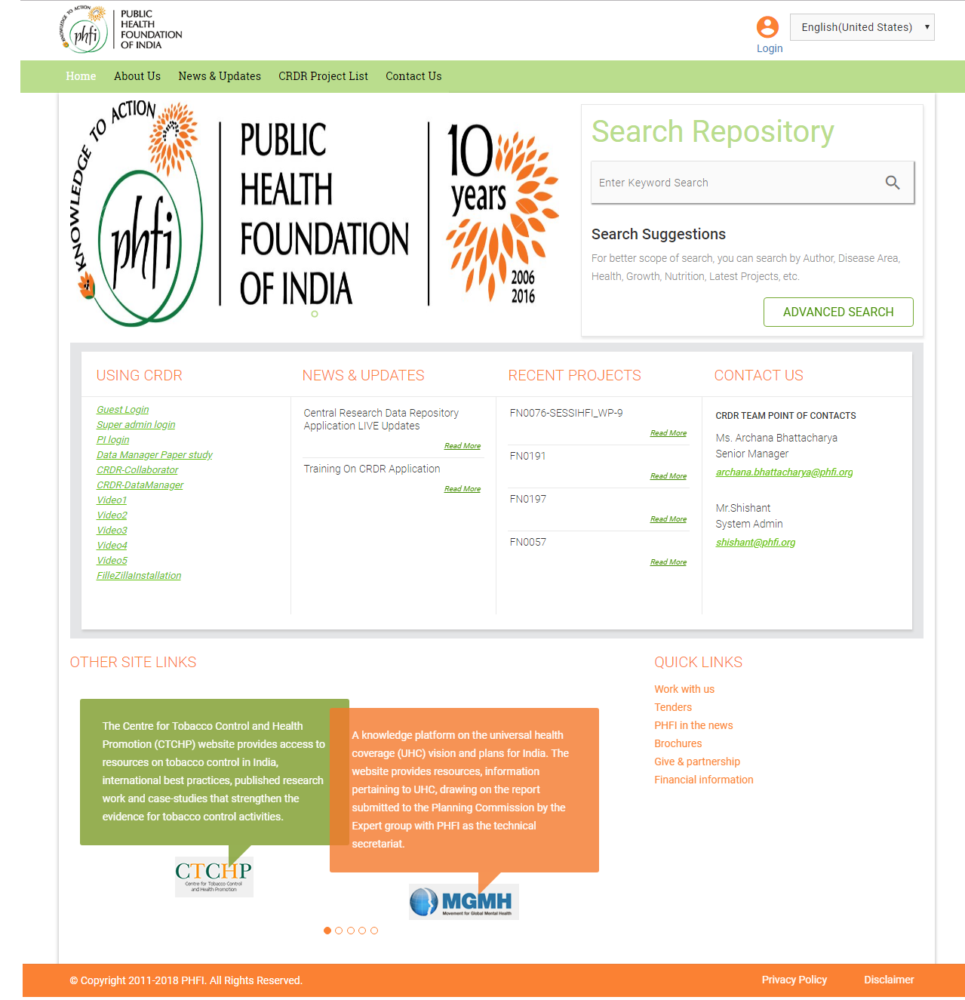 KNOWLEDGE TO ACTION
phfi
PUBLIC
HEALTH
FOUNDATION
OF INDIA
Login
English(United States)
Home
About Us
News & Updates
CRDR Project List
Contact Us
KNOWLEDGE TO ACTION
phfi
PUBLIC
HEALTH
FOUNDATION
OF INDIA
10
years
2006
2016
Search Repository
Enter Keyword Search
Search Suggestions
For better scope of search, you can search by Author, Disease Area,
Health, Growth, Nutrition, Latest Projects, etc.
ADVANCED SEARCH
USING CRDR
Guest Login
Super admin login
PI login
Data Manager Paper study
CRDR-Collaborator
CRDR-DataManager
Video1
Video2
Video3
Video4
Video5
FilleZillaInstallation
NEWS & UPDATES
Central Research Data Repository
Application LIVE Updates
Read More
Training On CRDR Application
Read More
RECENT PROJECTS
FN0076-SESSIHFI_WP-9
Read More
FN0191
Read More
FN0197
Read More
FN0057
Read More
CONTACT US
CRDR TEAM POINT OF CONTACTS
Ms. Archana Bhattacharya
Senior Manager
archana.bhattacharya@phfi.org
Mr.Shishant
System Admin
shishant@phfi.org
OTHER SITE LINKS
The Centre for Tobacco Control and Health
Promotion (CTCHP) website provides access to
resources on tobacco control in India,
international best practices, published research
work and case-studies that strengthen the
evidence for tobacco control activities.
CTCHP
Centre for Tobacco Control
and Health Promotion
A knowledge platform on the universal health
coverage (UHC) vision and plans for India. The
website provides resources, information
pertaining to UHC, drawing on the report
submitted to the Planning Commission by the
Expert group with PHFI as the technical
secretariat.
MGMH
Movement for Global Mental Health
QUICK LINKS
Work with us
Tenders
PHFI in the news
Brochures
Give & partnership
Financial information
© Copyright 2011-2018 PHFI. All Rights Reserved.
Privacy Policy
Disclaimer